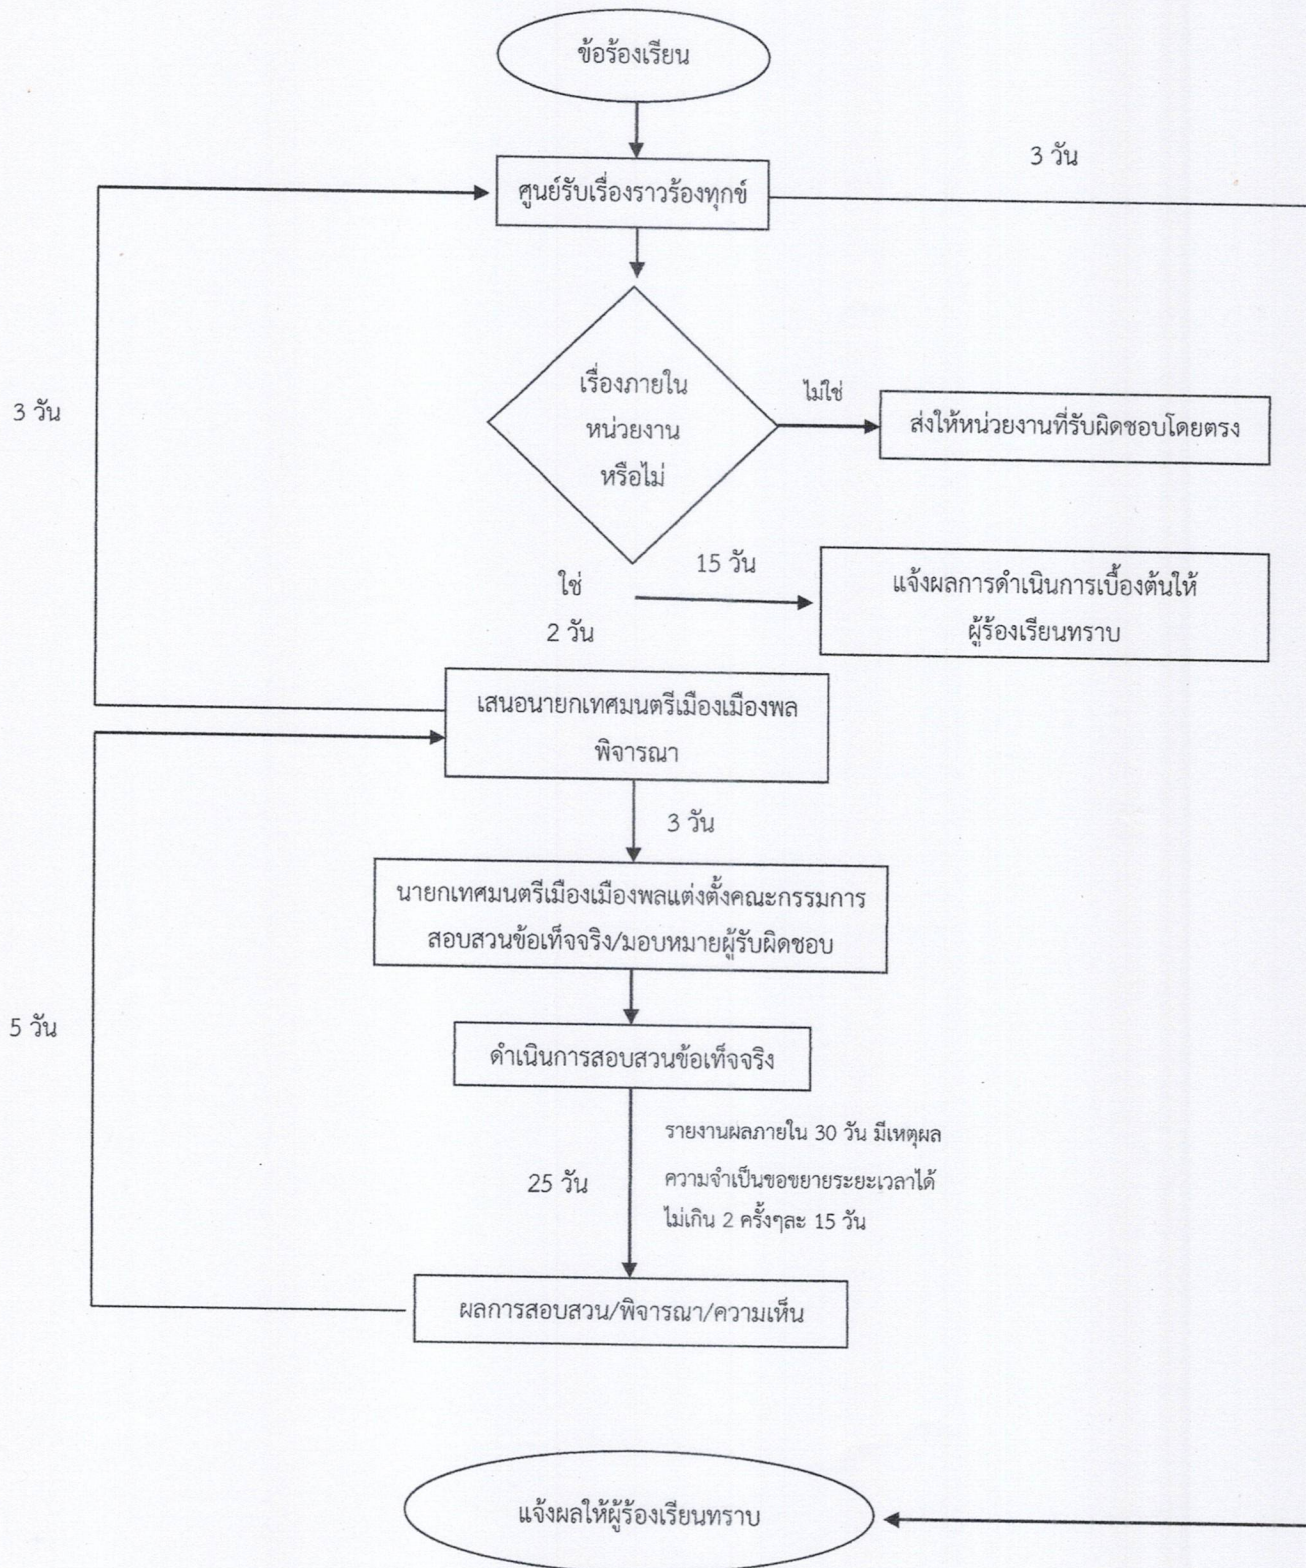 ข้อร้องเรียน
3 วัน
ศูนย์รับเรื่องราวร้องทุกข์
เรื่องภายใน
หน่วยงาน
หรือไม่
ไม่ใช่
ส่งให้หน่วยงานที่รับผิดชอบโดยตรง
3 วัน
ใช่
2 วัน
15 วัน
แจ้งผลการดำเนินการเบื้องต้นให้
ผู้ร้องเรียนทราบ
เสนอนายกเทศมนตรีเมืองเมืองพล
พิจารณา
3 วัน
นายกเทศมนตรีเมืองเมืองพลแต่งตั้งคณะกรรมการ
สอบสวนข้อเท็จจริง/มอบหมายผู้รับผิดชอบ
5 วัน
ดำเนินการสอบสวนข้อเท็จจริง
25 วัน
รายงานผลภายใน 30 วัน มีเหตุผล
ความจำเป็นขอขยายระยะเวลาได้
ไม่เกิน 2 ครั้งๆละ 15 วัน
ผลการสอบสวน/พิจารณา/ความเห็น
แจ้งผลให้ผู้ร้องเรียนทราบ